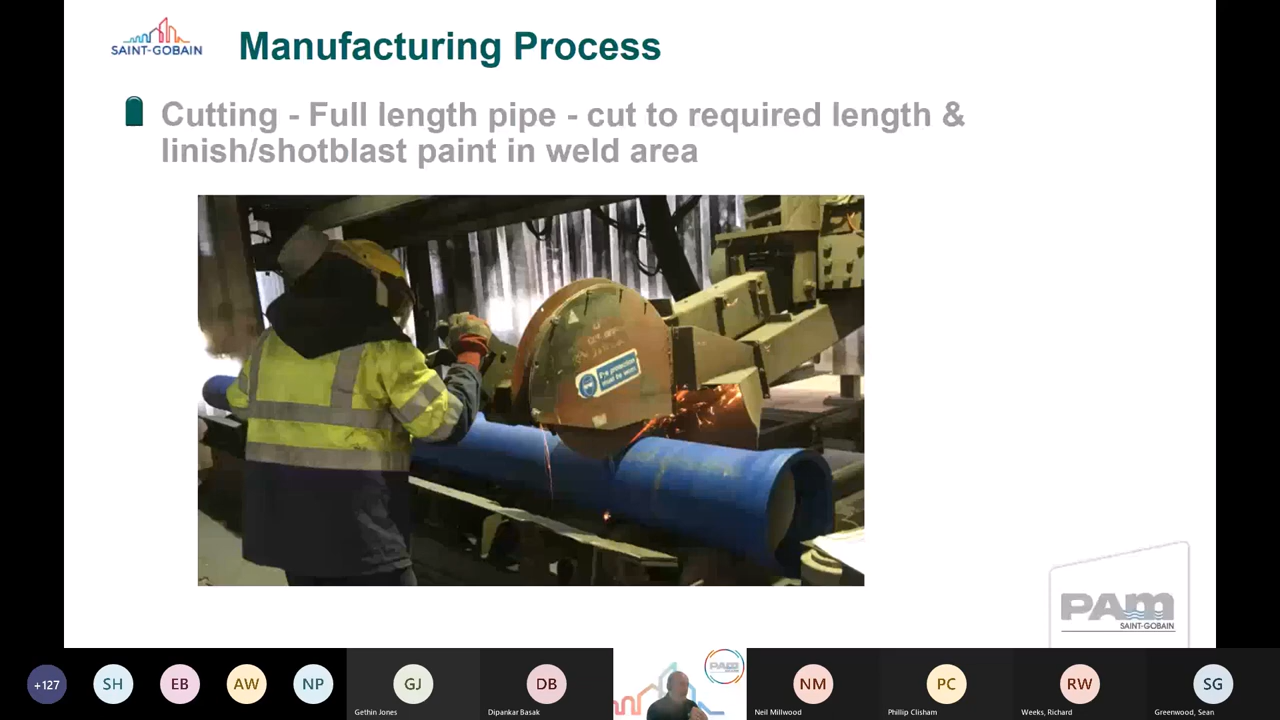 SAINT-GOBAIN
Manufacturing Process
Cutting - Full length pipe - cut to required length &
linish/shotblast paint in weld area
Eye protection
must be worn
PAM
SAINT-GOBAIN
+127
SH
EB
AW
NP
GJ
Gethin Jones
DB
Dipankar Basak
PAM
NM
Neil Millwood
PC
Phillip Clisham
RW
Weeks, Richard
SG
Greenwood, Sean